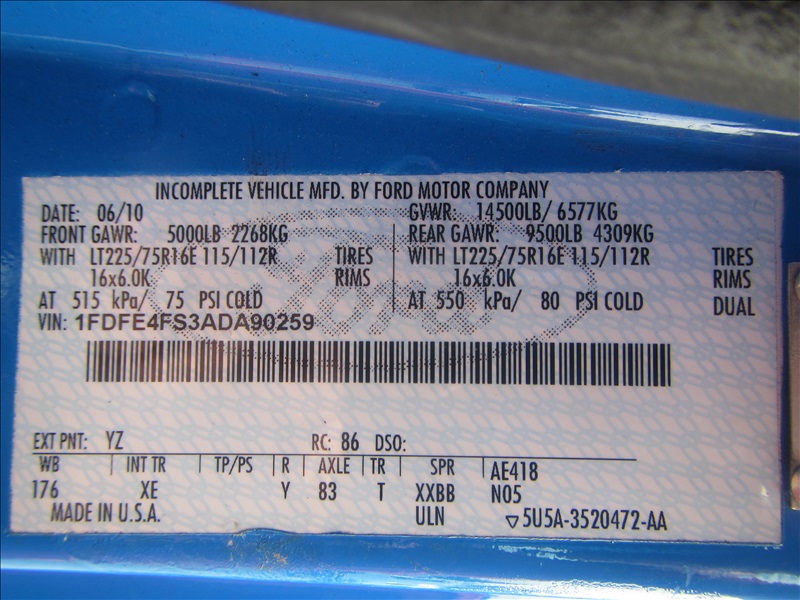 INCOMPLETE VEHICLE MFD. BY FORD MOTOR COMPANY
DATE: 06/10 GVWR: 14500LB/ 6577KG
FRONT GAWR: 5000LB 2268KG REAR GAWR: 9500LB 4309KG
WITH LT225/75R16E 115/112R TIRES WITH LT225/75R16E 115/112R TIRES
16x6.0K RIMS 16x6.0K RIMS
AT 515 kPa/ 75 PSI COLD AT 550 kPa/ 80 PSI COLD DUAL
VIN: 1FDFE4FS3ADA90259
Ford
EXT PNT: YZ RC: 86 DSO:
WB INT TR TP/PS R AXLE TR SPR AE418
176 XE Y 83 T XXBB N05
MADE IN U.S.A. ULN ▽5U5A-3520472-AA